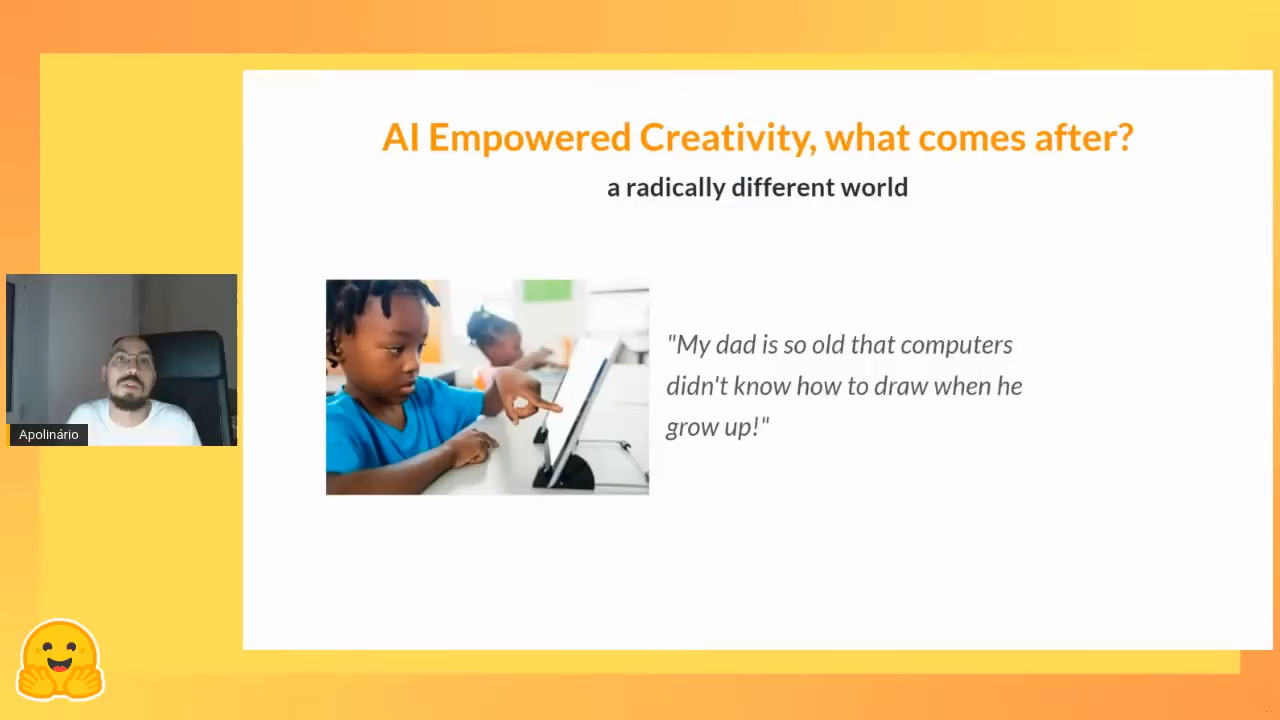 AI Empowered Creativity, what comes after?
a radically different world
"My dad is so old that computers
didn't know how to draw when he
grow up!"
Apolinário